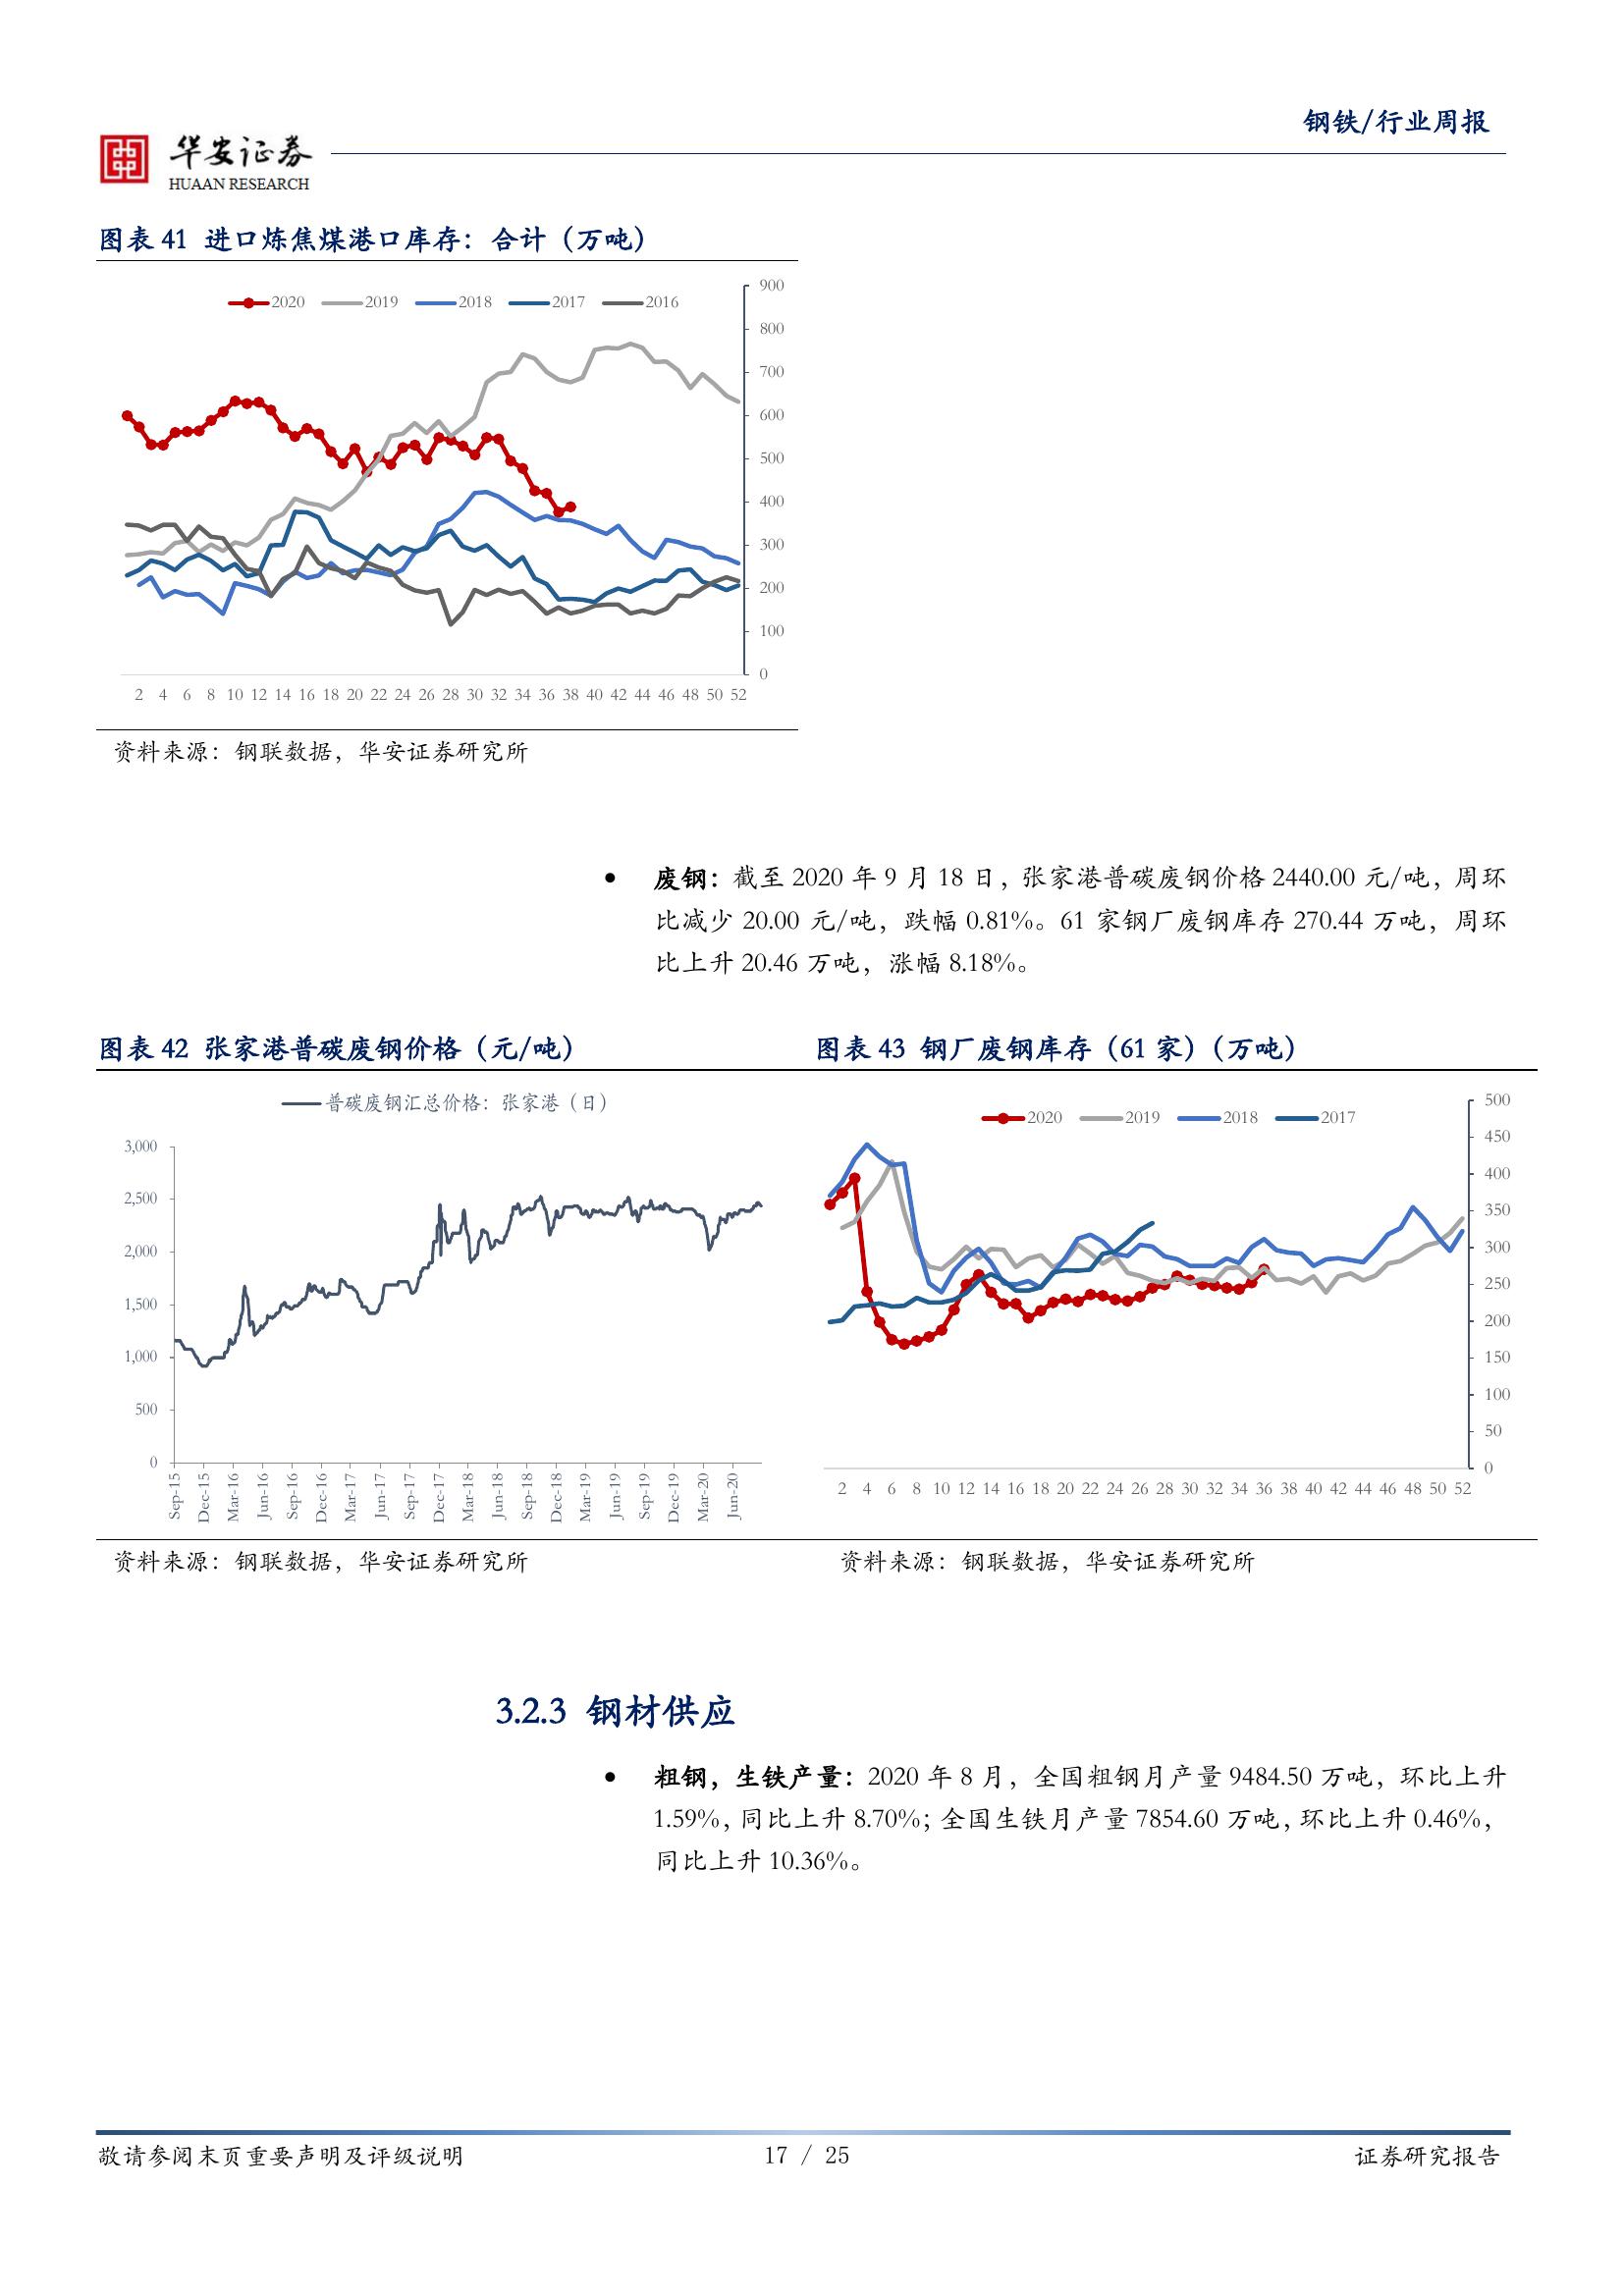 钢铁/行业周报
华安证券
HUAAN RESEARCH
图表 41 进口炼焦煤港口库存：合计（万吨）
2020 2019 2018 2017 2016
900
800
700
600
500
400
300
200
100
0
2 4 6 8 10 12 14 16 18 20 22 24 26 28 30 32 34 36 38 40 42 44 46 48 50 52
资料来源：钢联数据，华安证券研究所
• 废钢：截至 2020 年 9 月 18 日，张家港普碳废钢价格 2440.00 元/吨，周环
比减少 20.00 元/吨，跌幅 0.81%。61 家钢厂废钢库存 270.44 万吨，周环
比上升 20.46 万吨，涨幅 8.18%。
图表 42 张家港普碳废钢价格（元/吨）
普碳废钢汇总价格：张家港（日）
3,000
2,500
2,000
1,500
1,000
500
0
Sep-15 Dec-15 Mar-16 Jun-16 Sep-16 Dec-16 Mar-17 Jun-17 Sep-17 Dec-17 Mar-18 Jun-18 Sep-18 Dec-18 Mar-19 Jun-19 Sep-19 Dec-19 Mar-20 Jun-20
资料来源：钢联数据，华安证券研究所
图表 43 钢厂废钢库存（61 家）（万吨）
2020 2019 2018 2017
500
450
400
350
300
250
200
150
100
50
0
2 4 6 8 10 12 14 16 18 20 22 24 26 28 30 32 34 36 38 40 42 44 46 48 50 52
资料来源：钢联数据，华安证券研究所
3.2.3 钢材供应
• 粗钢，生铁产量：2020 年 8 月，全国粗钢月产量 9484.50 万吨，环比上升
1.59%，同比上升 8.70%；全国生铁月产量 7854.60 万吨，环比上升 0.46%，
同比上升 10.36%。
敬请参阅末页重要声明及评级说明
17 / 25
证券研究报告